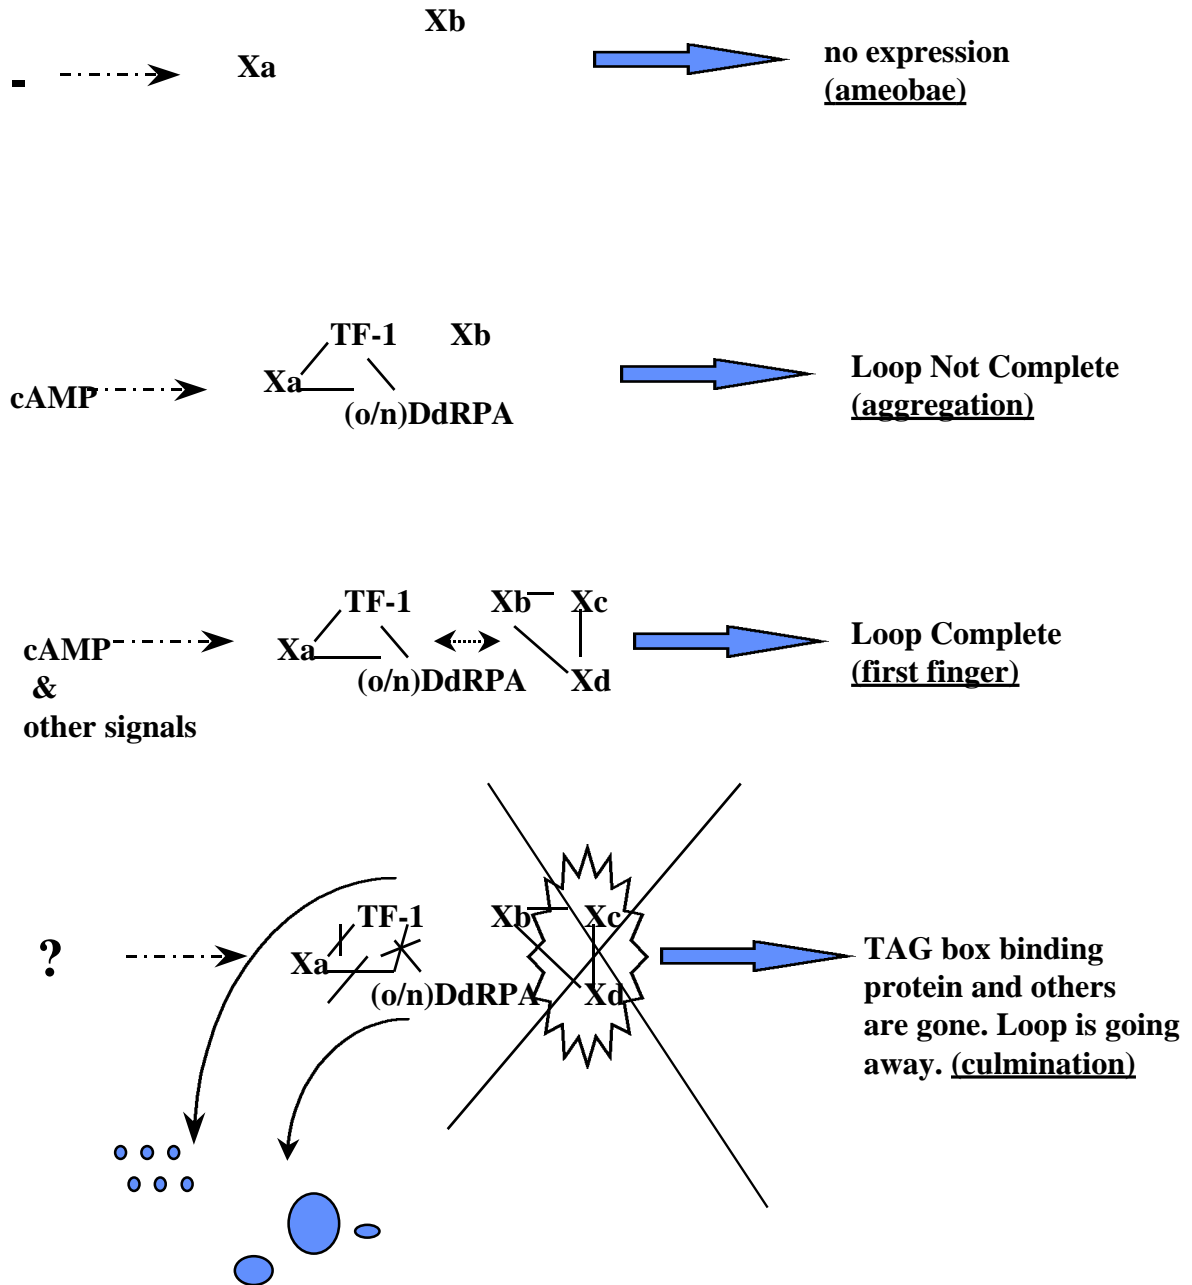 Xb
- Xa
no expression
(ameobae)
TF-1 Xb
Xa
cAMP
(o/n)DdRPA
Loop Not Complete
(aggregation)
TF-1 Xb Xc
Xa
(o/n)DdRPA Xd
cAMP
&
other signals
Loop Complete
(first finger)
TF-1 Xb Xc
?
Xa
(o/n)DdRPA Xd
TAG box binding
protein and others
are gone. Loop is going
away. (culmination)